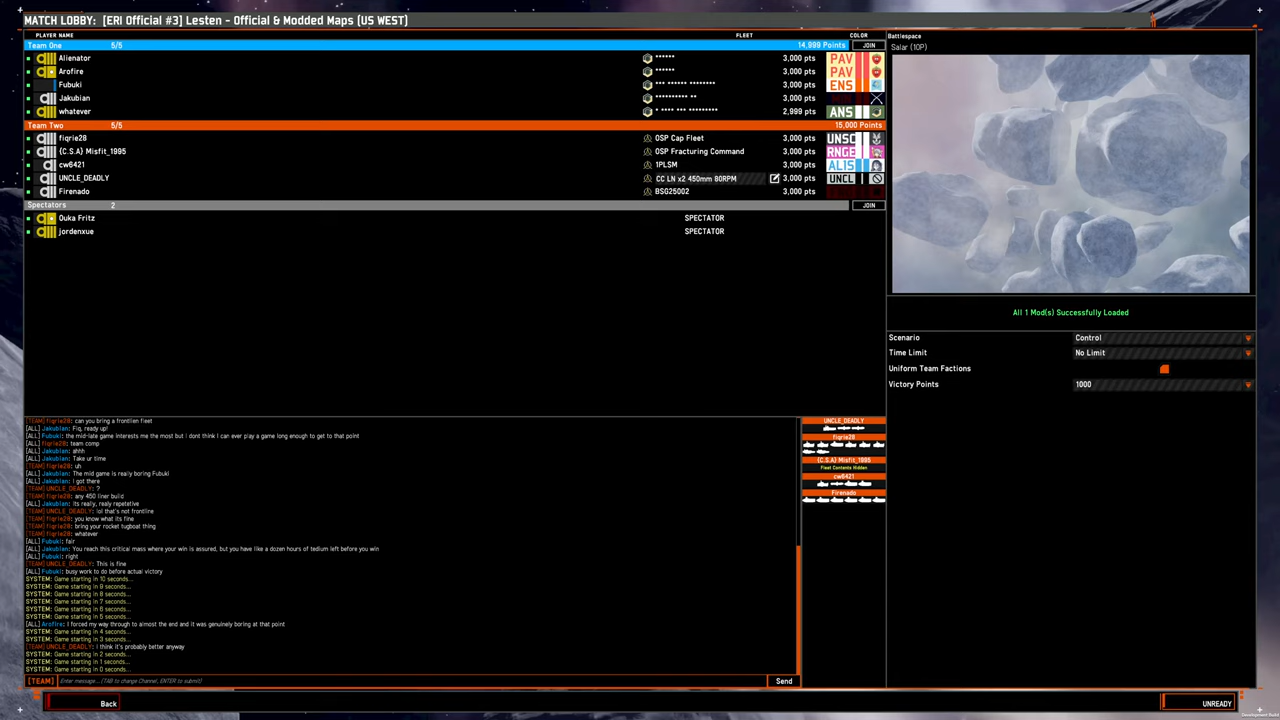 MATCH LOBBY: [ERI Official #3] Lesten - Official & Modded Maps (US WEST)
PLAYER NAME FLEET COLOR
Team One 5/5 14,999 Points JOIN
Alienator ****** 3,000 pts PAV
Arofire ****** 3,000 pts PAV
Fubuki *** ****** ******** 3,000 pts ENS
Jakubian ********** ** 3,000 pts
whatever * **** *** ********* 2,999 pts ANS
Team Two 5/5 15,000 Points
fiqrie28 OSP Cap Fleet 3,000 pts UNSC
{C.S.A} Misfit_1995 OSP Fracturing Command 3,000 pts RNGE
cw6421 1PLSM 3,000 pts AL1S
UNCLE_DEADLY CC LN x2 450mm 80RPM 3,000 pts UNCL
Firenado BSG25002 3,000 pts
Spectators 2 JOIN
Ouka Fritz SPECTATOR
jordenxue SPECTATOR
Battlespace
Salar (10P)
All 1 Mod(s) Successfully Loaded
Scenario Control
Time Limit No Limit
Uniform Team Factions
Victory Points 1000
[TEAM] fiqrie28: can you bring a frontlien fleet
[ALL] Jakubian: Fiq, ready up!
[ALL] Fubuki: the mid-late game interests me the most but I dont think I can ever play a game long enough to get to that point
[ALL] fiqrie28: team comp
[ALL] Jakubian: ahhh
[ALL] Jakubian: Take ur time
[TEAM] fiqrie28: uh
[ALL] Jakubian: The mid game is really boring Fubuki
[ALL] Jakubian: I got there
[TEAM] UNCLE_DEADLY: ?
[TEAM] fiqrie28: any 450 liner build
[ALL] Jakubian: Its really, realy repetetive
[TEAM] UNCLE_DEADLY: lol that's not frontline
[TEAM] fiqrie28: you know what its fine
[TEAM] fiqrie28: bring your rocket tugboat thing
[TEAM] fiqrie28: whatever
[ALL] Fubuki: fair
[ALL] Jakubian: You reach this critical mass where your win is assured, but you have like a dozen hours of tedium left before you win
[ALL] Fubuki: right
[TEAM] UNCLE_DEADLY: This is fine
[ALL] Fubuki: busy work to do before actual victory
SYSTEM: Game starting in 10 seconds...
SYSTEM: Game starting in 9 seconds...
SYSTEM: Game starting in 8 seconds...
SYSTEM: Game starting in 7 seconds...
SYSTEM: Game starting in 6 seconds...
SYSTEM: Game starting in 5 seconds...
[ALL] Arofire: I forced my way through to almost the end and it was genuinely boring at that point
SYSTEM: Game starting in 4 seconds...
SYSTEM: Game starting in 3 seconds...
[TEAM] UNCLE_DEADLY: i think it's probably better anyway
SYSTEM: Game starting in 2 seconds...
SYSTEM: Game starting in 1 seconds...
SYSTEM: Game starting in 0 seconds...
UNCLE_DEADLY
fiqrie28
{C.S.A} Misfit_1995
Fleet Contents Hidden
cw6421
Firenado
[TEAM] Enter message... (TAB to change Channel, ENTER to submit) Send
Back UNREADY
Development Build